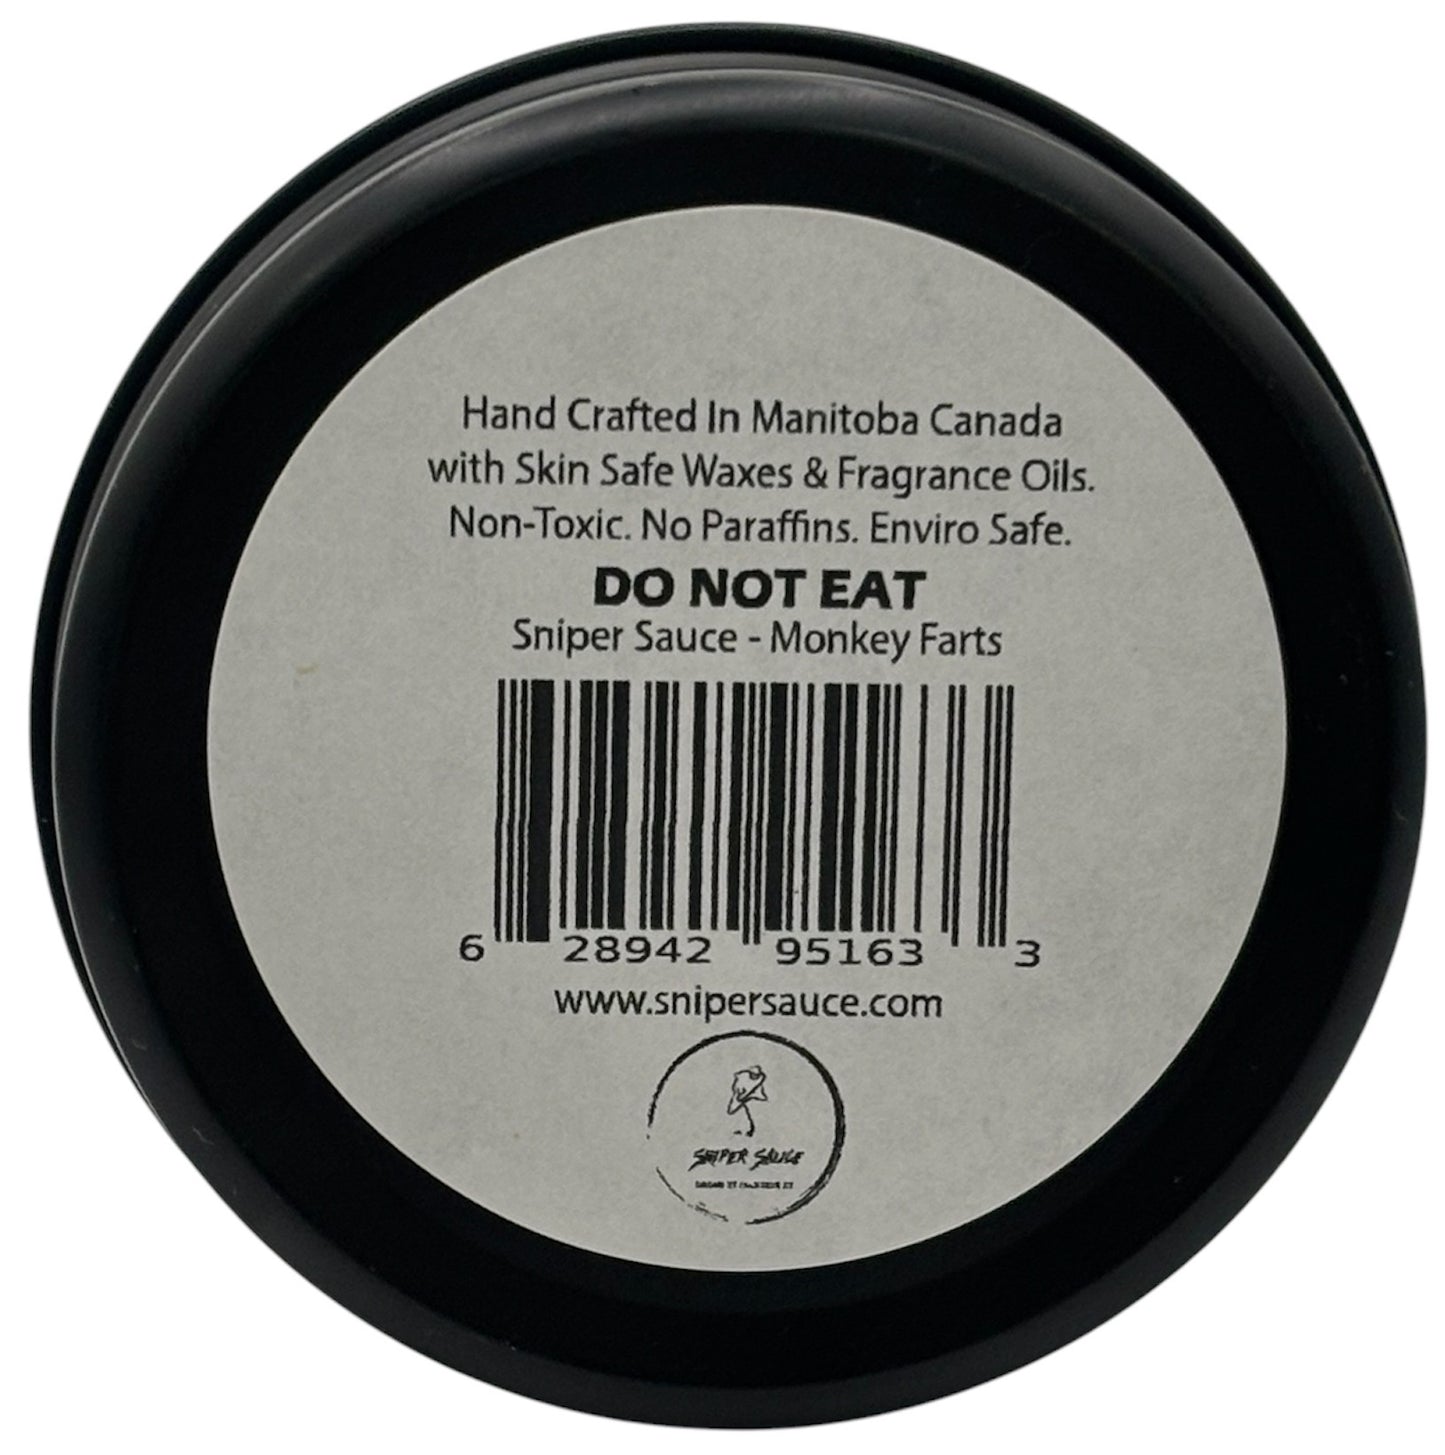 Hand Crafted In Manitoba Canada
with Skin Safe Waxes & Fragrance Oils.
Non-Toxic. No Paraffins. Enviro Safe.
DO NOT EAT
Sniper Sauce - Monkey Farts
6 28942 95163 3
www.snipersauce.com
SNIPER SAUCE